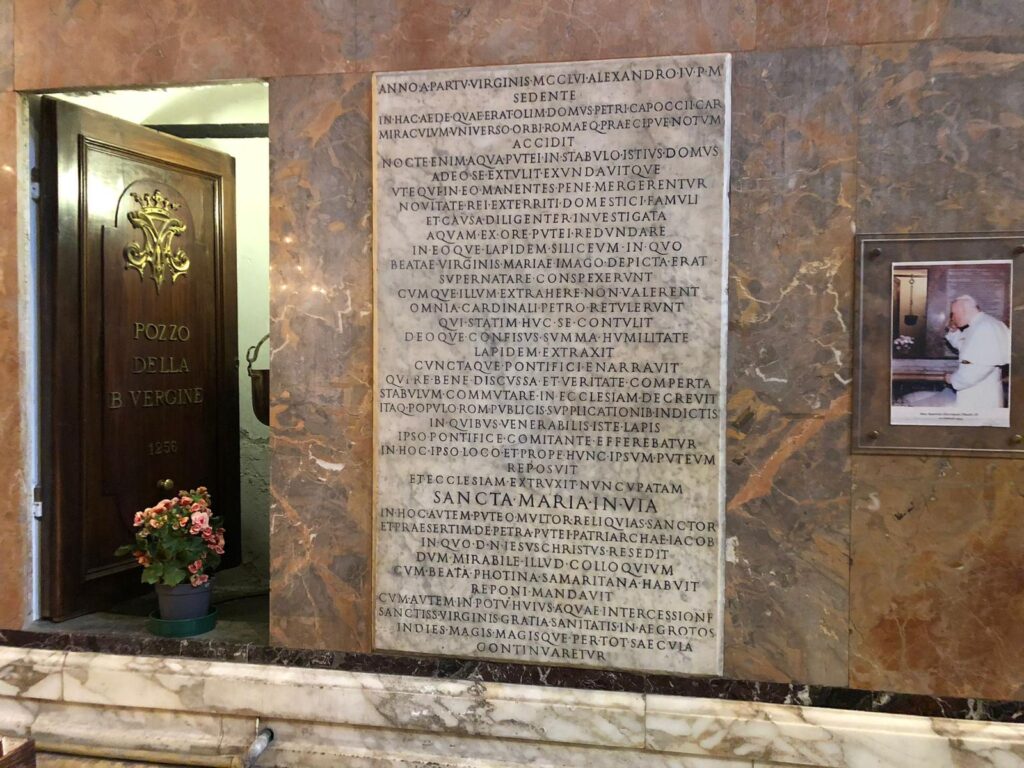 POZZO
DELLA
B. VERGINE
1256
ANNO·A·PARTV·VIRGINIS·MCCLVI·ALEXANDRO·IV·P·M
SEDENTE
IN·HAC·AEDE·QVAE·ERAT·OLIM·DOMVS·PETRI·CAPOCCII·CAR
MIRACVLVM·VNIVERSO·ORBI·ROMAEQ·PRAECIPVE·NOTVM
ACCIDIT
NOCTE·ENIM·AQVA·PVTEI·IN·STABVLO·ISTIVS·DOMVS
ADEO·SE·EXTVLIT·EXVNDAVITQVE
VT·EQVI·IN·EO·MANENTES·PENE·MERGERENTVR
NOVITATE·REI·EXTERRITI·DOMESTICI·FAMVLI
ET·CAVSA·DILIGENTER·INVESTIGATA
AQVAM·EX·ORE·PVTEI·REDVNDARE
IN·EOQVE·LAPIDEM·SILICEVM·IN·QVO
BEATAE·VIRGINIS·MARIAE·IMAGO·DEPICTA·ERAT
SVPERNATARE·CONSPEXERVNT
CVMQVE·ILLVM·EXTRAHERE·NON·VALERENT
OMNIA·CARDINALI·PETRO·RETVLERVNT
QVI·STATIM·HVC·SE·CONTVLIT
DEOQVE·CONFISVS·SVMMA·HVMILITATE
LAPIDEM·EXTRAXIT
CVNCTAQVE·PONTIFICI·ENARRAVIT
QVI·RE·BENE·DISCVSSA·ET·VERITATE·COMPERTA
STABVLVM·COMMVTARE·IN·ECCLESIAM·DECREVIT
ITAQ·POPVLO·ROM·PVBLICIS·SVPPLICATIONIB·INDICTIS
IN·QVIBVS·VENERABILIS·ISTE·LAPIS
IPSO·PONTIFICE·COMITANTE·EFFEREBATVR
IN·HOC·IPSO·LOCO·ET·PROPE·HVNC·IPSVM·PVTEVM
REPOSVIT
ET·ECCLESIAM·EXTRVXIT·NVNCVPATAM
SANCTA·MARIA·IN·VIA
IN·HOC·AVTEM·PVTEO·MVLTOR·RELIQVIAS·SANCTOR
ET·PRAESERTIM·DE·PETRA·PVTEI·PATRIARCHAE·IACOB
IN·QVO·D·N·IESVS·CHRISTVS·RESEDIT
DVM·MIRABILE·ILLVD·COLLOQVIVM
CVM·BEATA·PHOTINA·SAMARITANA·HABVIT
REPONI·MANDAVIT
CVM·AVTEM·IN·POTV·HVIVS·AQVAE·INTERCESSIONE
SANCTISS·VIRGINIS·GRATIA·SANITATIS·IN·AEGROTOS
IN·DIES·MAGIS·MAGISQVE·PER·TOT·SAECVLA
CONTINVARETVR